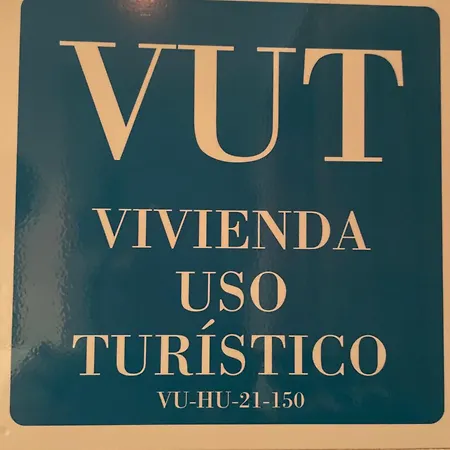 VUT
VIVIENDA
USO
TURÍSTICO
VU-HU-21-150